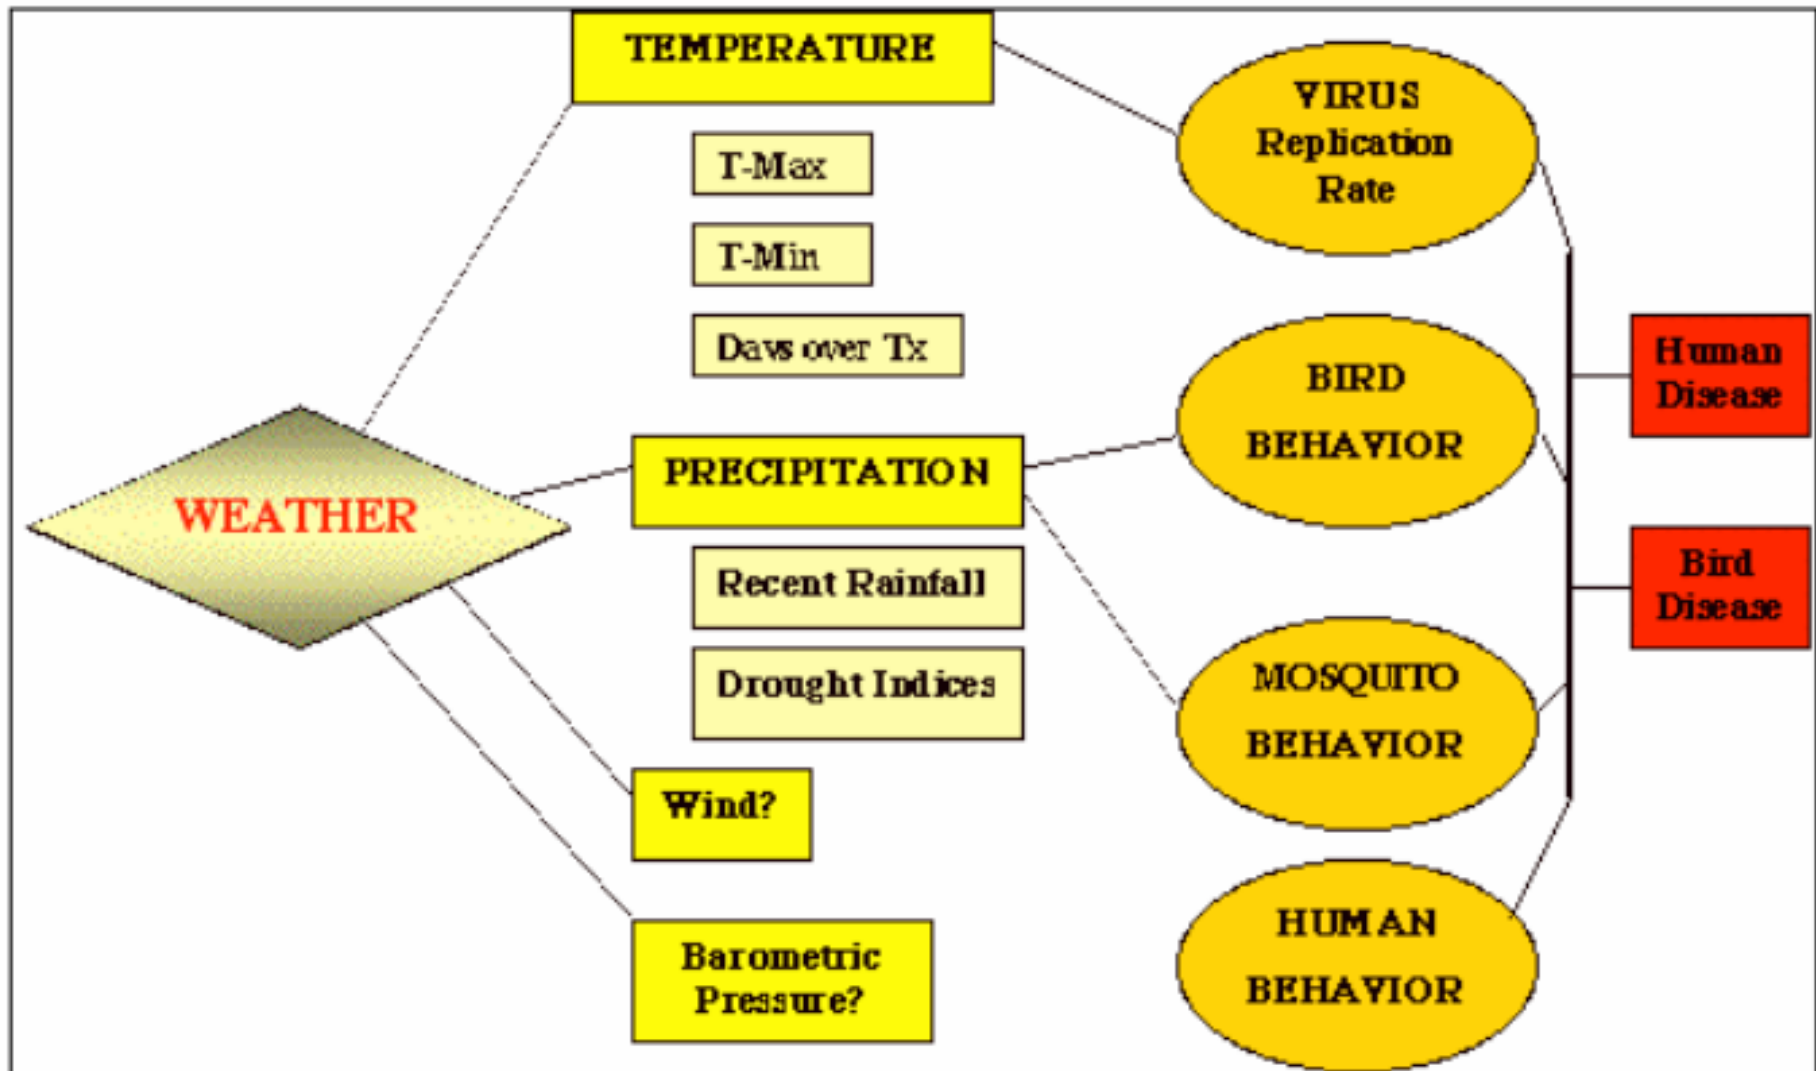 TEMPERATURE
T-Max
T-Min
Days over Tx
WEATHER
PRECIPITATION
Recent Rainfall
Drought Indices
Wind?
Barometric
Pressure?
VIRUS
Replication
Rate
BIRD
BEHAVIOR
MOSQUITO
BEHAVIOR
HUMAN
BEHAVIOR
Human
Disease
Bird
Disease